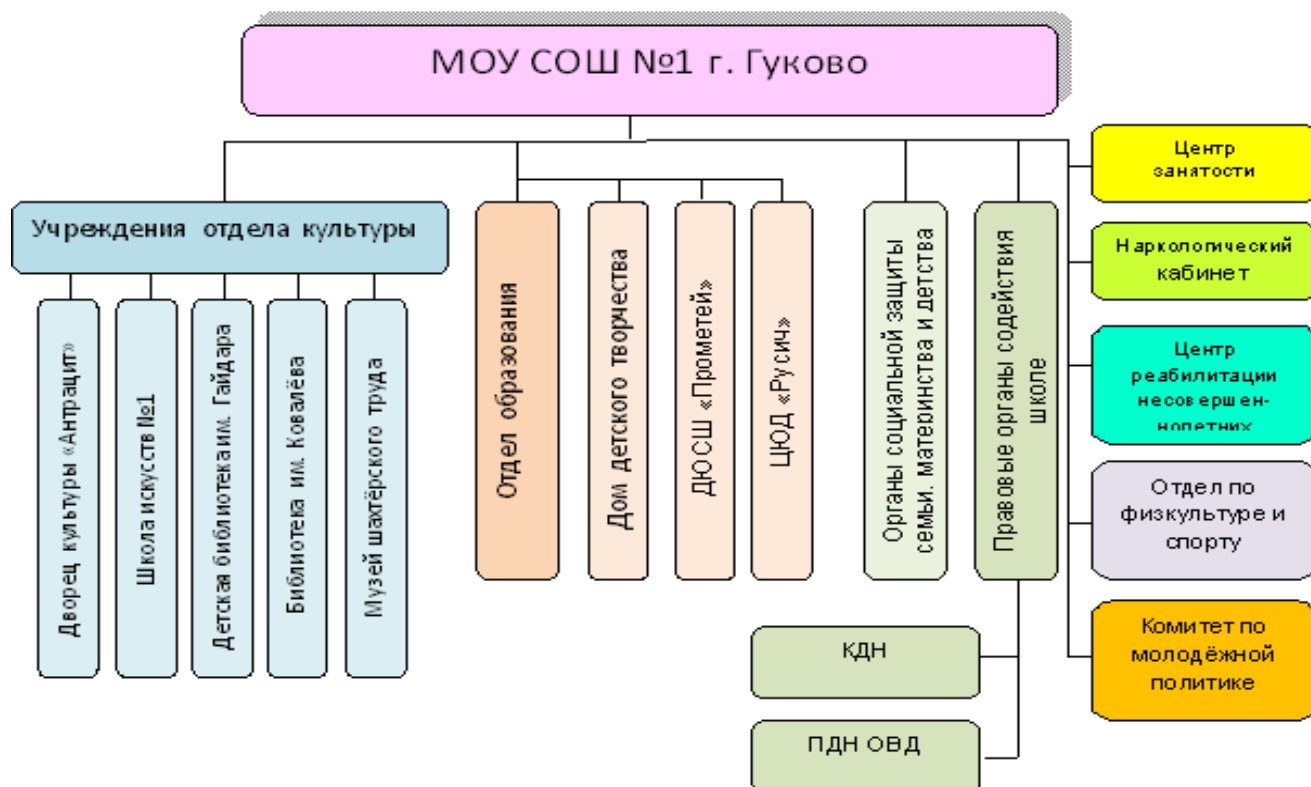 МОУ СОШ №1 г. Гуково
Учреждения отдела культуры
Дворец культуры «Антрацит»
Школа искусств №1
Детская библиотека им. Гайдара
Библиотека им. Ковалёва
Музей шахтёрского труда
Отдел образования
Дом детского творчества
ДЮСШ «Прометей»
ЦЮД «Русич»
Органы социальной защиты
семьи, материнства и детства
Правовые органы содействия
школе
КДН
ПДН ОВД
Центр
занятости
Наркологический
кабинет
Центр
реабилитации
несовершен-
нолетних
Отдел по
физкультуре и
спорту
Комитет по
молодёжной
политике